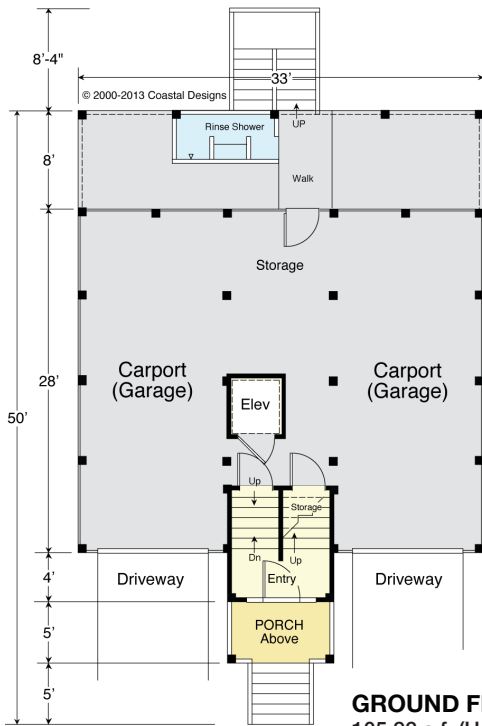 8'-4"
33'
© 2000-2013 Coastal Designs
8'
Rinse Shower
UP
Walk
Storage
28'
50'
Carport
(Garage)
Carport
(Garage)
Elev
Up
Storage
Dn
Up
Entry
4'
Driveway
Driveway
5'
PORCH
Above
5'
GROUND